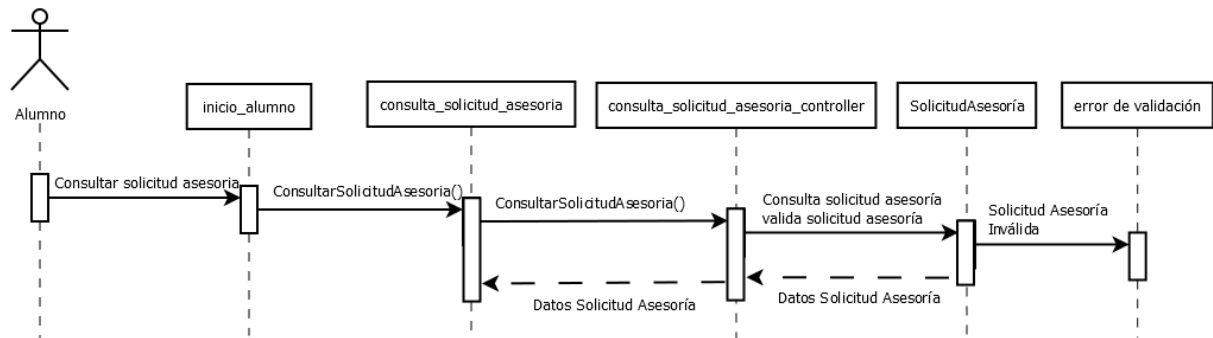 Alumno
inicio_alumno
consulta_solicitud_asesoria
consulta_solicitud_asesoria_controller
SolicitudAsesoría
error de validación
Consultar solicitud asesoria
ConsultarSolicitudAsesoria()
ConsultarSolicitudAsesoria()
Consulta solicitud asesoría
valida solicitud asesoría
Solicitud Asesoría
Inválida
Datos Solicitud Asesoría
Datos Solicitud Asesoría